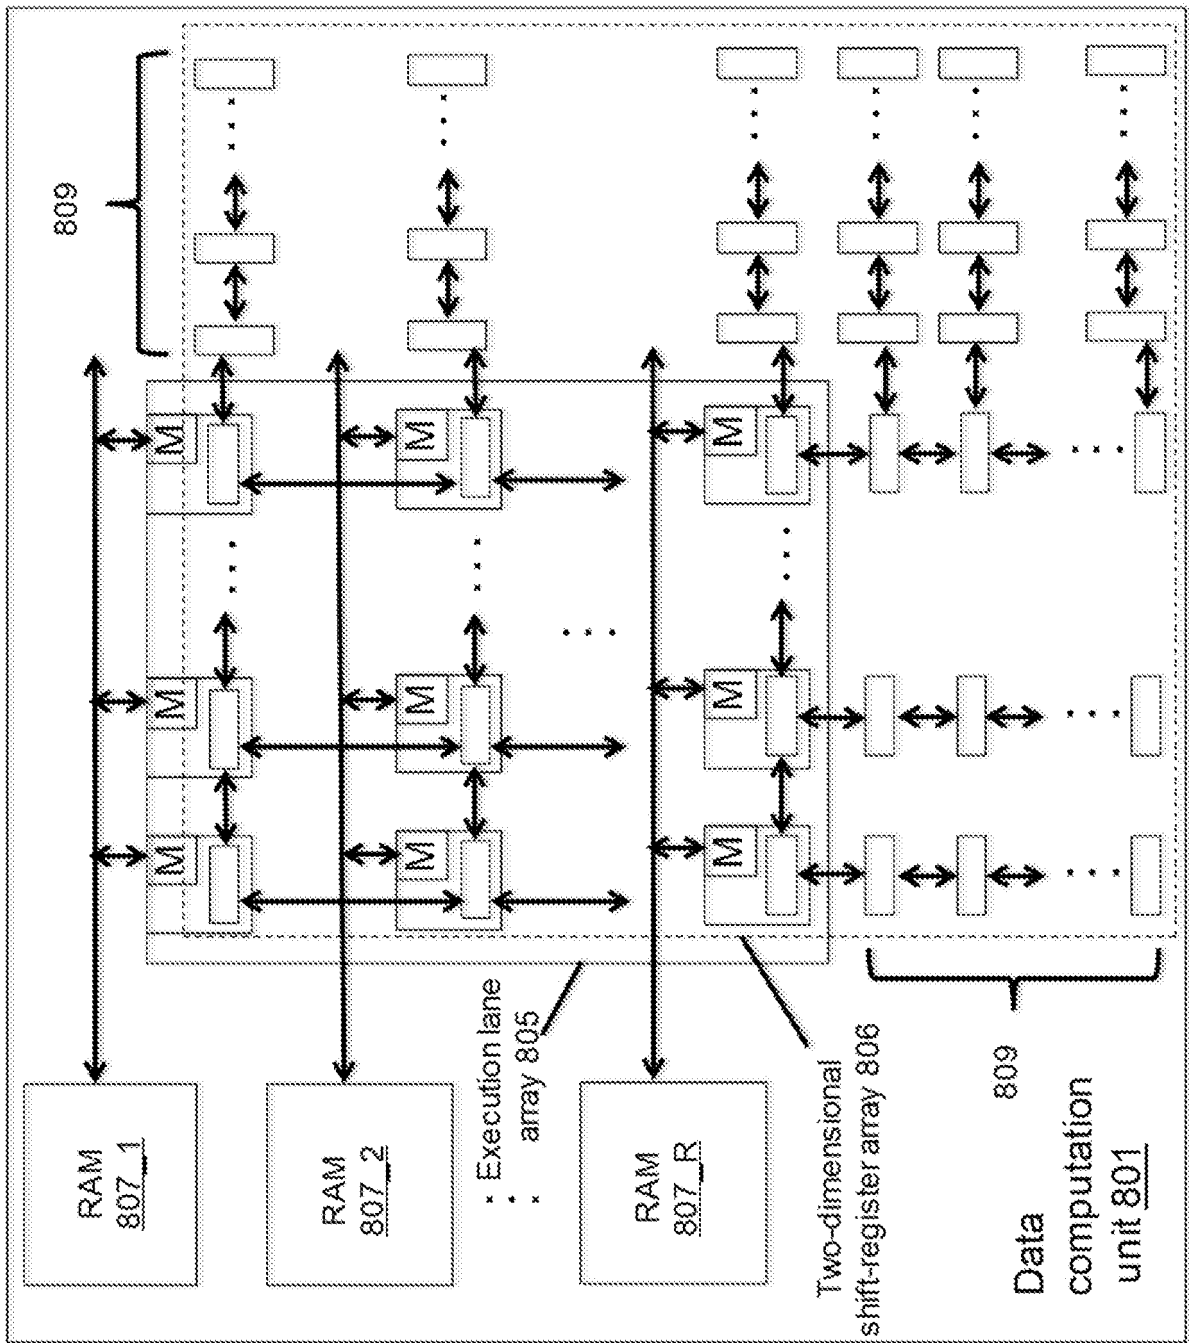 RAM
807_1
RAM
807_2
RAM
807_R
Execution lane
array 805
Two-dimensional
shift-register array 806
Data
computation
unit 801
809
809
M
M
M
M
M
M
M
M
M